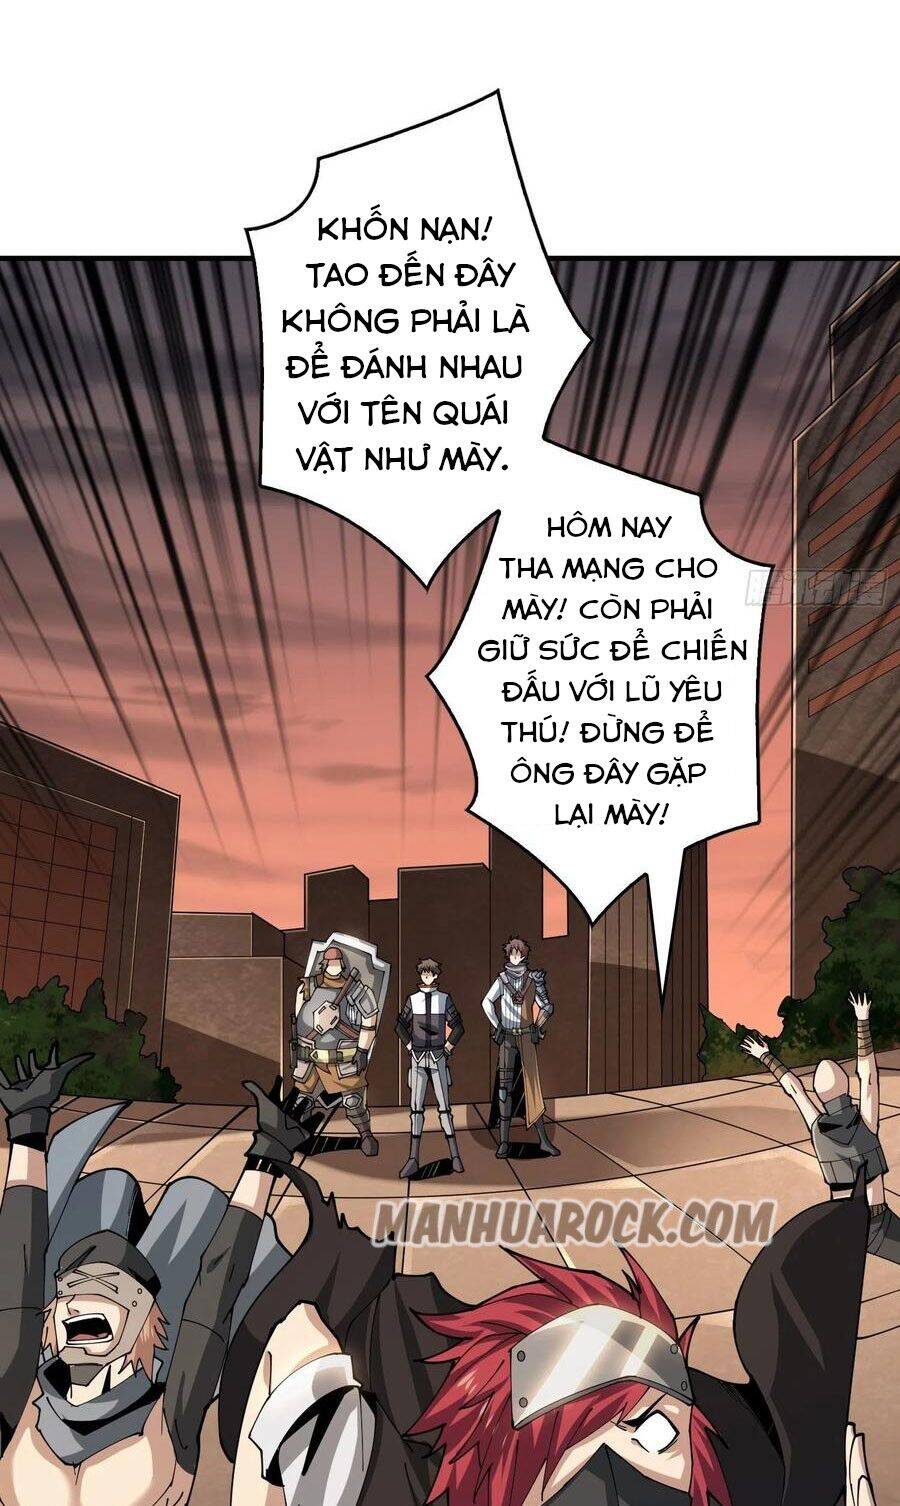 KHỐN NẠN!
TAO ĐẾN ĐÂY
KHÔNG PHẢI LÀ
ĐỂ ĐÁNH NHAU
VỚI TÊN QUÁI
VẬT NHƯ MÀY.
HÔM NAY
THA MẠNG CHO
MÀY! CÒN PHẢI
GIỮ SỨC ĐỂ CHIẾN
ĐẤU VỚI LŨ YÊU
THÚ! ĐỪNG ĐỂ
ÔNG ĐÂY GẶP
LẠI MÀY!
MANHUAROCK.COM